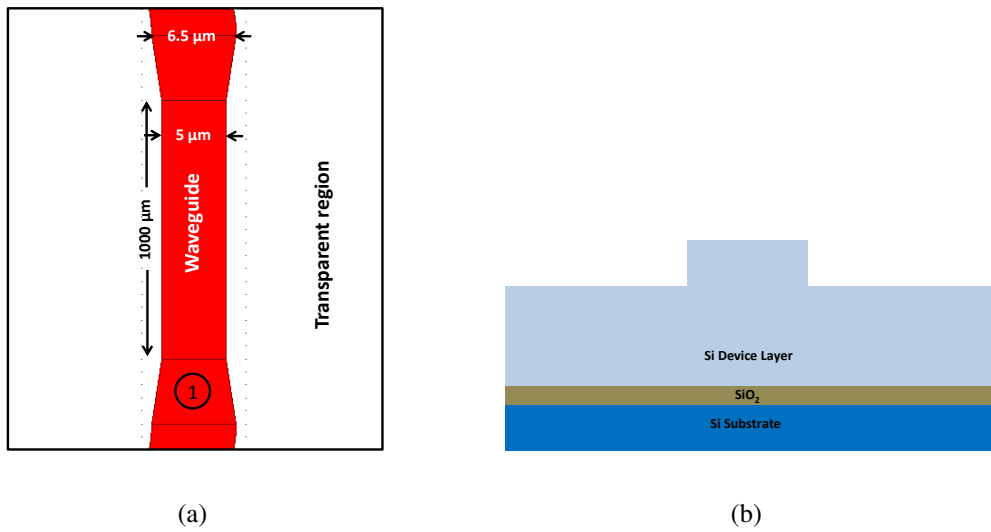 6.5 µm
5 µm
1000 µm
Waveguide
Transparent region
1
Si Device Layer
SiO₂
Si Substrate
(a)
(b)